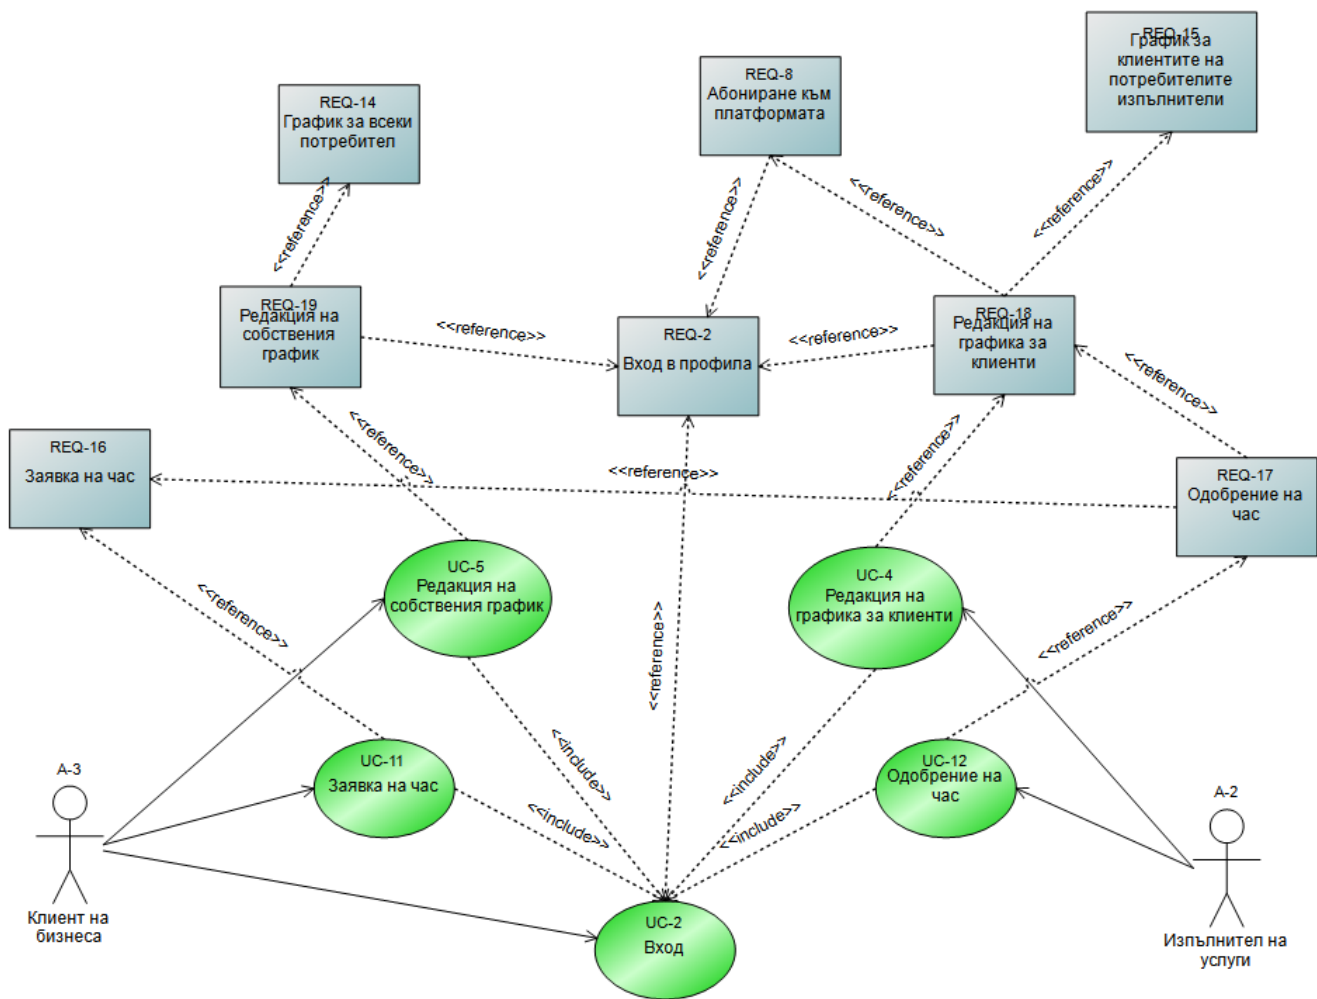 REQ-15
График за
клиентите на
потребителите
изпълнители
REQ-8
Абониране към
платформата
REQ-14
График за всеки
потребител
<<reference>>
<<reference>>
<<reference>>
<<reference>>
REQ-19
Редакция на
собствения
график
<<reference>>
REQ-2
Вход в профила
<<reference>>
REQ-18
Редакция на
графика за
клиенти
<<reference>>
<<reference>>
<<reference>>
REQ-16
Заявка на час
<<reference>>
REQ-17
Одобрение на
час
UC-5
Редакция на
собствения график
UC-4
Редакция на
графика за клиенти
<<reference>>
<<reference>>
<<reference>>
UC-11
Заявка на час
<<include>>
<<include>>
UC-12
Одобрение на
час
<<include>>
<<include>>
A-3
Клиент на
бизнеса
A-2
Изпълнител на
услуги
UC-2
Вход